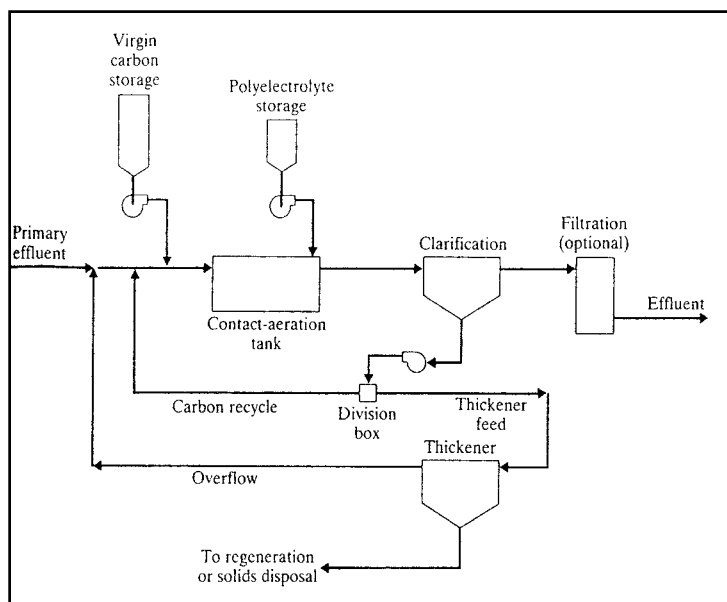 Virgin
carbon
storage
Polyelectrolyte
storage
Primary
effluent
Contact-aeration
tank
Clarification
Filtration
(optional)
Effluent
Carbon recycle
Division
box
Thickener
feed
Thickener
Overflow
To regeneration
or solids disposal